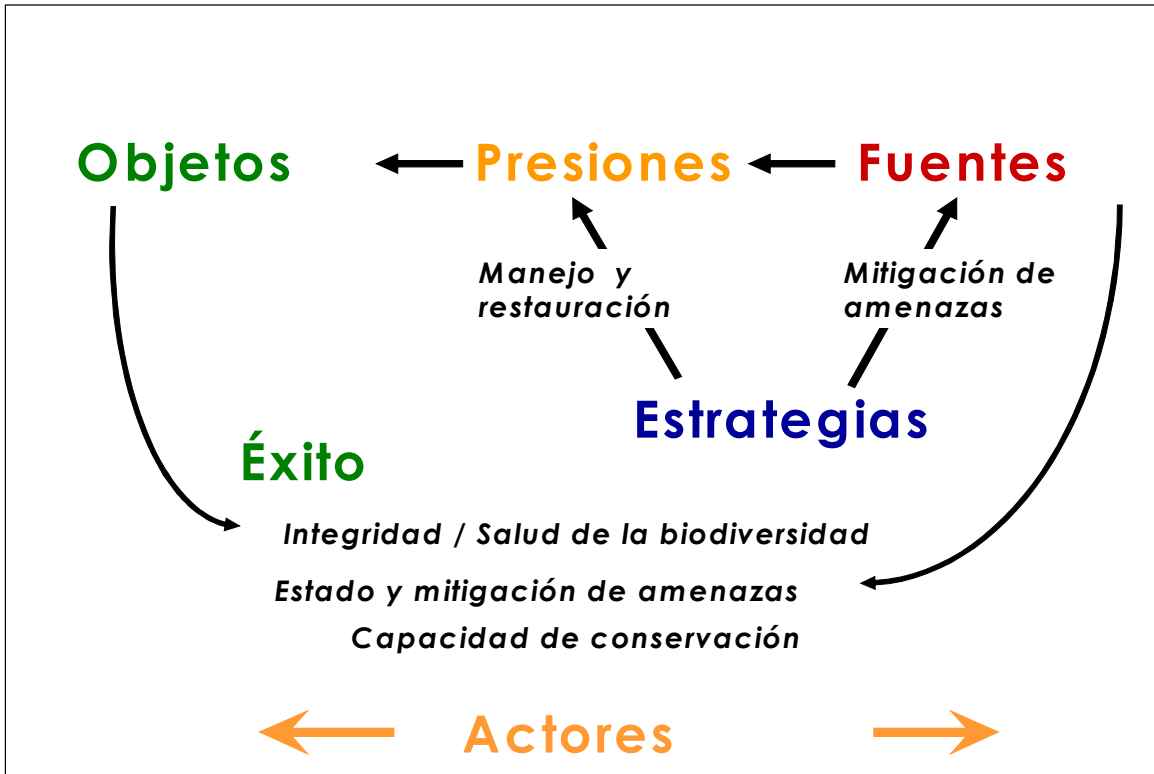 Objetos
Presiones
Fuentes
Manejo y
restauración
Mitigación de
amenazas
Estrategias
Éxito
Integridad / Salud de la biodiversidad
Estado y mitigación de amenazas
Capacidad de conservación
Actores